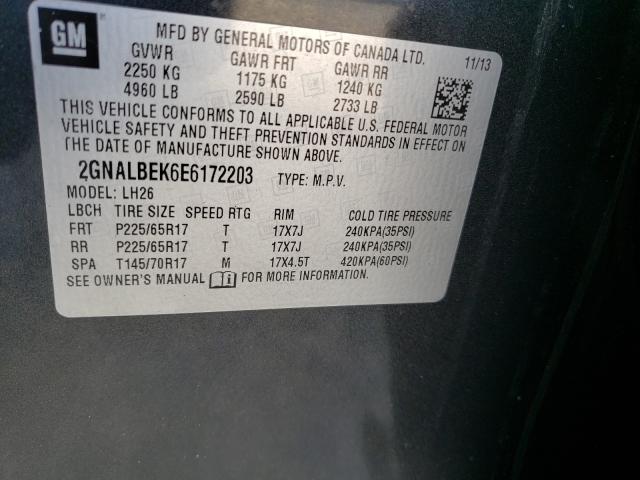 GM
MFD BY GENERAL MOTORS OF CANADA LTD.
GVWR GAWR FRT GAWR RR 11/13
2250 KG 1175 KG 1240 KG
4960 LB 2590 LB 2733 LB
THIS VEHICLE CONFORMS TO ALL APPLICABLE U.S. FEDERAL MOTOR
VEHICLE SAFETY AND THEFT PREVENTION STANDARDS IN EFFECT ON
THE DATE OF MANUFACTURE SHOWN ABOVE.
2GNALBEK6E6172203 TYPE: M.P.V.
MODEL: LH26
LBCH TIRE SIZE SPEED RTG RIM COLD TIRE PRESSURE
FRT P225/65R17 T 17X7J 240KPA(35PSI)
RR P225/65R17 T 17X7J 240KPA(35PSI)
SPA T145/70R17 M 17X4.5T 420KPA(60PSI)
SEE OWNER'S MANUAL FOR MORE INFORMATION.